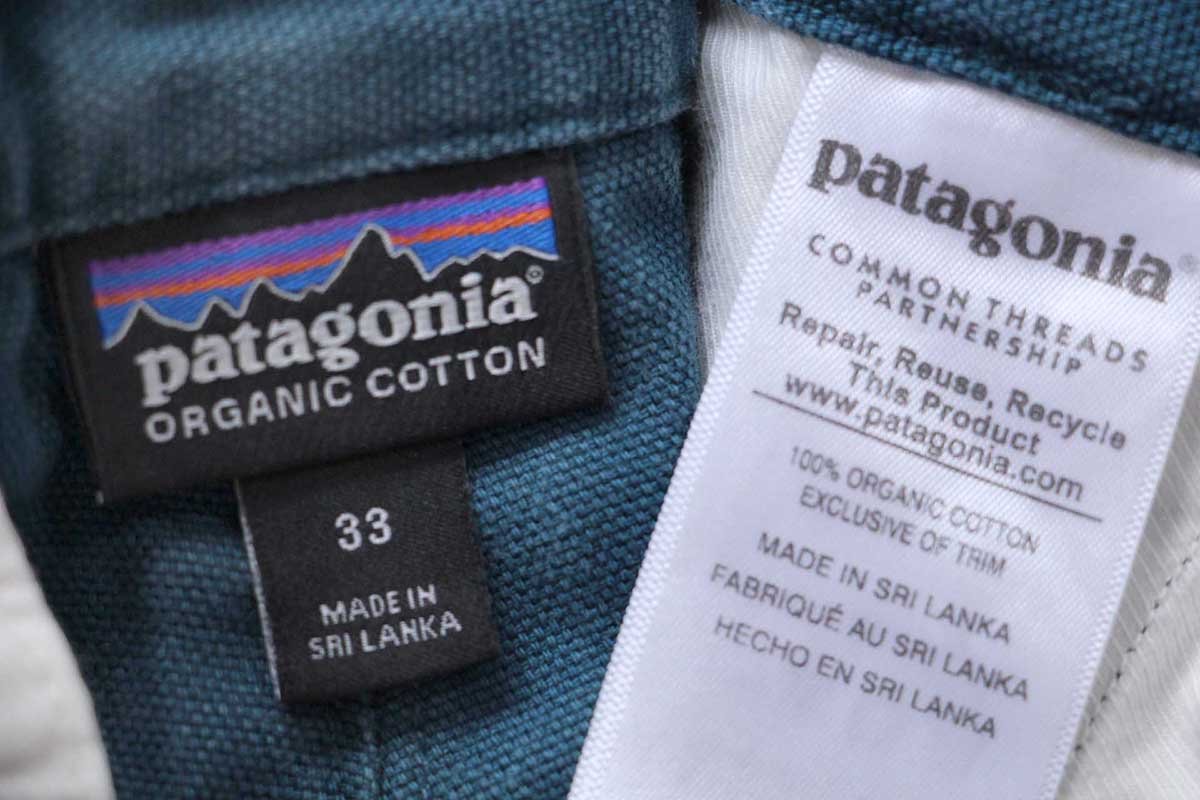 patagonia®
ORGANIC COTTON
33
MADE IN
SRI LANKA
patagonia®
COMMON THREADS
PARTNERSHIP
Repair, Reuse, Recycle
This Product
www.patagonia.com
100% ORGANIC COTTON
EXCLUSIVE OF TRIM
MADE IN SRI LANKA
FABRIQUÉ AU SRI LANKA
HECHO EN SRI LANKA